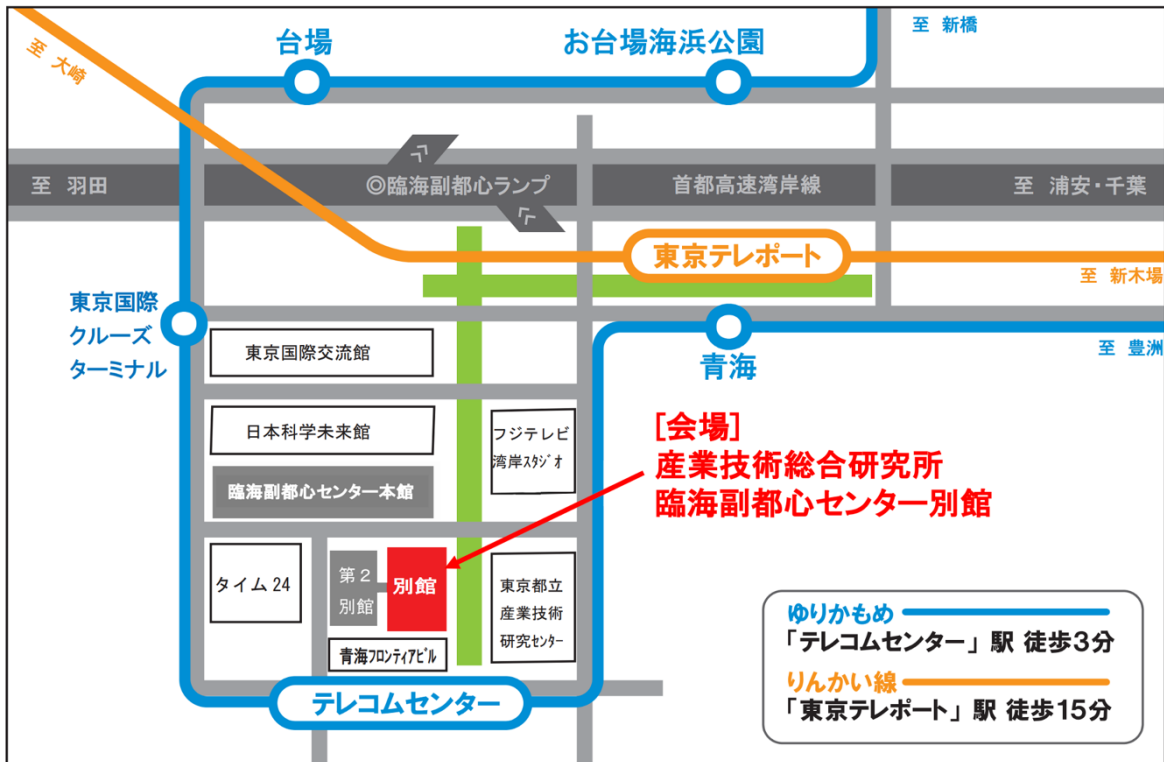 至 新橋
台場
お台場海浜公園
至 大崎
至 羽田
◎臨海副都心ランプ
首都高速湾岸線
至 浦安・千葉
東京テレポート
至 新木場
東京国際
クルーズ
ターミナル
青海
至 豊洲
東京国際交流館
日本科学未来館
臨海副都心センター本館
フジテレビ
湾岸スタジオ
[会場]
産業技術総合研究所
臨海副都心センター別館
タイム24
第2
別館
別館
東京都立
産業技術
研究センター
青海フロンティアビル
テレコムセンター
ゆりかもめ
「テレコムセンター」駅 徒歩3分
りんかい線
「東京テレポート」駅 徒歩15分